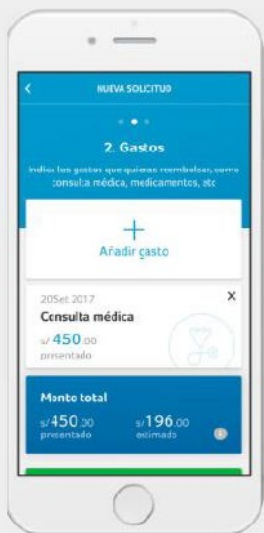 NUEVA SOLICITUD
2. Gastos
Indica los gastos que quieras reembolsar, como
consulta médica, medicamentos, etc
Añadir gasto
20Set 2017
X
Consulta médica
s/ 450.00
presentado
Monto total
s/450.00
s/196.00
presentado
estimado